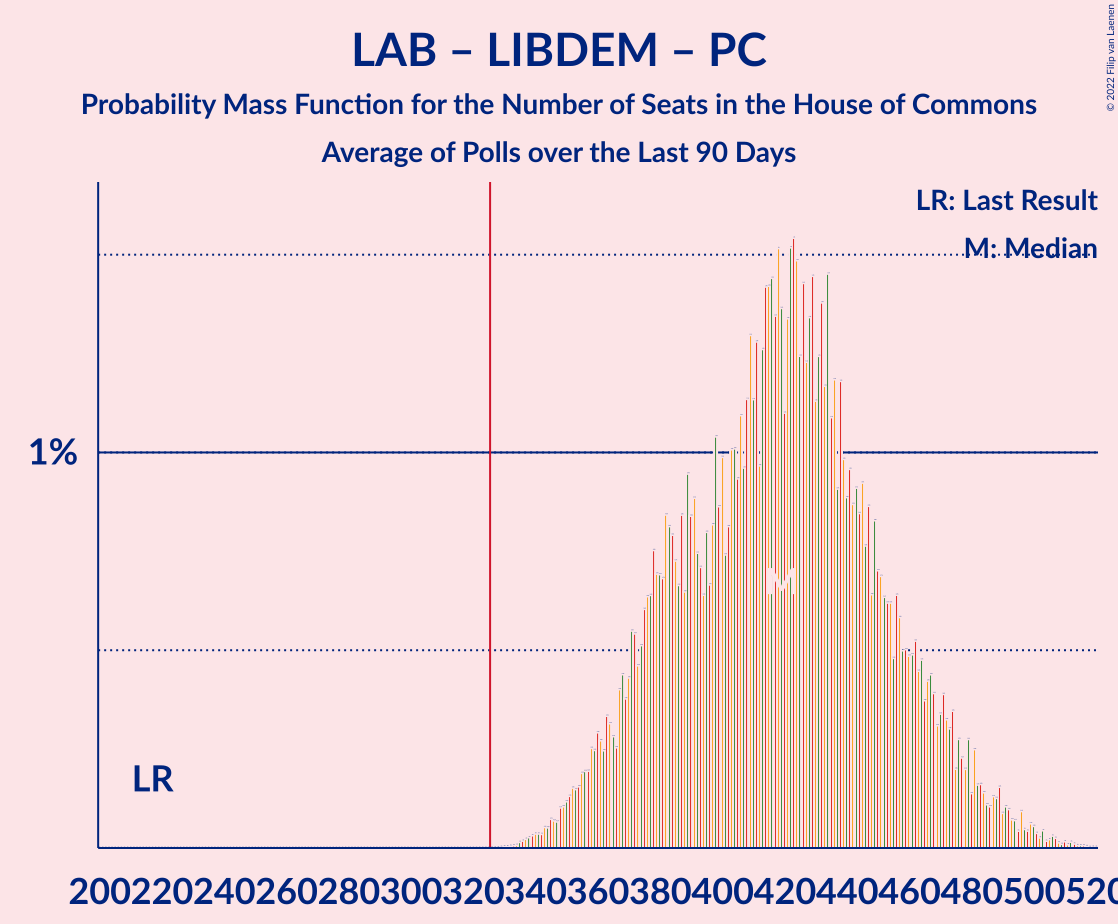 © 2022 Filip van Laenen
LAB – LIBDEM – PC
Probability Mass Function for the Number of Seats in the House of Commons
Average of Polls over the Last 90 Days
LR: Last Result
M: Median
1%
M
LR
200220240260280300320340360380400420440460480500520